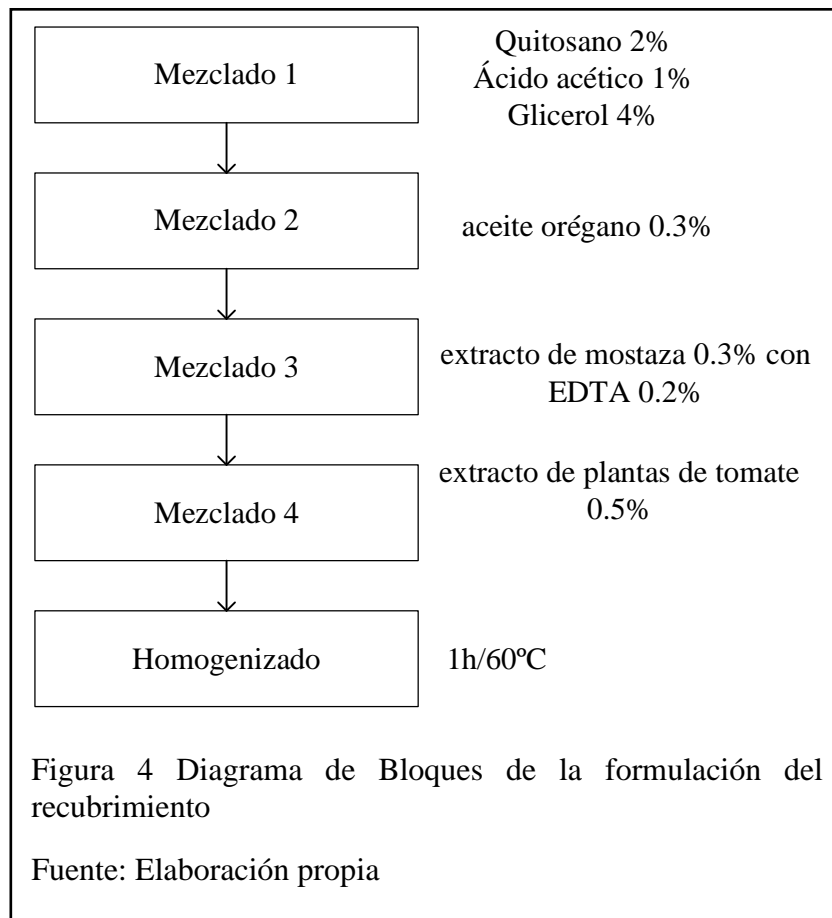 Mezclado 1
Quitosano 2%
Ácido acético 1%
Glicerol 4%
Mezclado 2
aceite orégano 0.3%
Mezclado 3
extracto de mostaza 0.3% con
EDTA 0.2%
Mezclado 4
extracto de plantas de tomate
0.5%
Homogenizado
1h/60ºC
Figura 4 Diagrama de Bloques de la formulación del
recubrimiento
Fuente: Elaboración propia